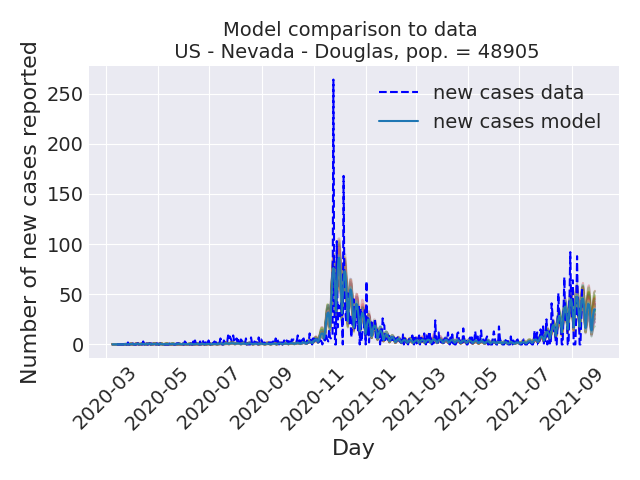 Model comparison to data
US - Nevada - Douglas, pop. = 48905
Number of new cases reported
250
200
150
100
50
0
new cases data
new cases model
2020-03
2020-05
2020-07
2020-09
2020-11
2021-01
2021-03
2021-05
2021-07
2021-09
Day